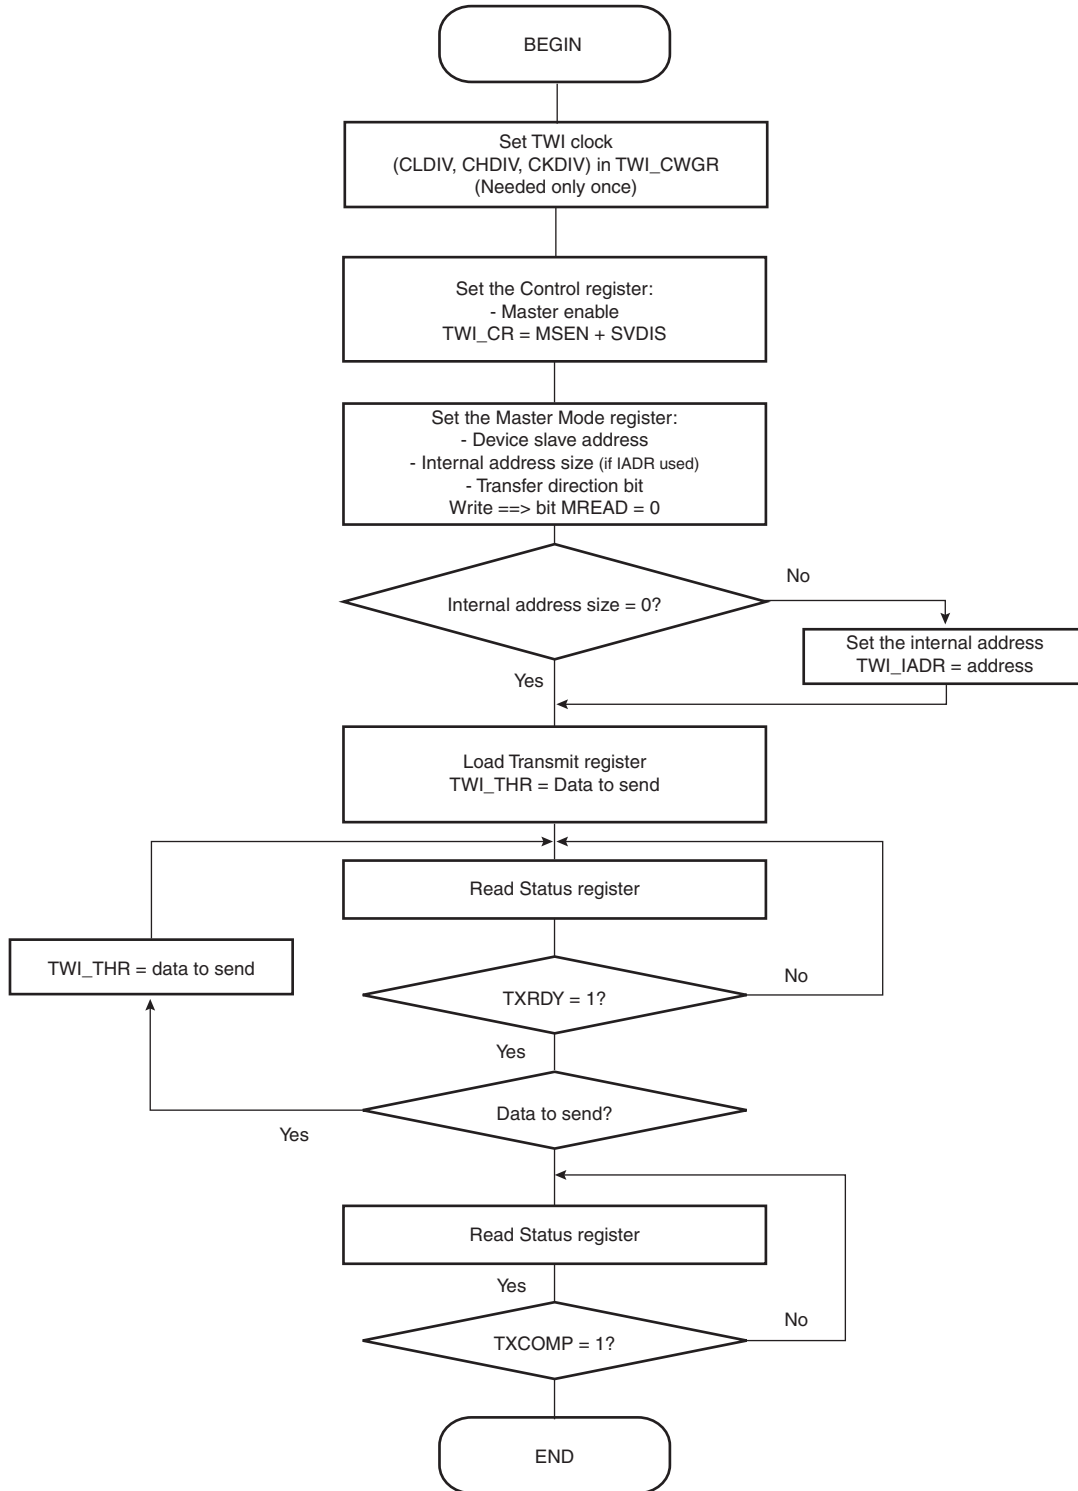 BEGIN
Set TWI clock
(CLDIV, CHDIV, CKDIV) in TWI_CWGR
(Needed only once)
Set the Control register:
- Master enable
TWI_CR = MSEN + SVDIS
Set the Master Mode register:
- Device slave address
- Internal address size (if IADR used)
- Transfer direction bit
Write ==> bit MREAD = 0
No
Internal address size = 0?
Set the internal address
TWI_IADR = address
Yes
Load Transmit register
TWI_THR = Data to send
Read Status register
TWI_THR = data to send
No
TXRDY = 1?
Yes
Data to send?
Yes
Read Status register
Yes
No
TXCOMP = 1?
END